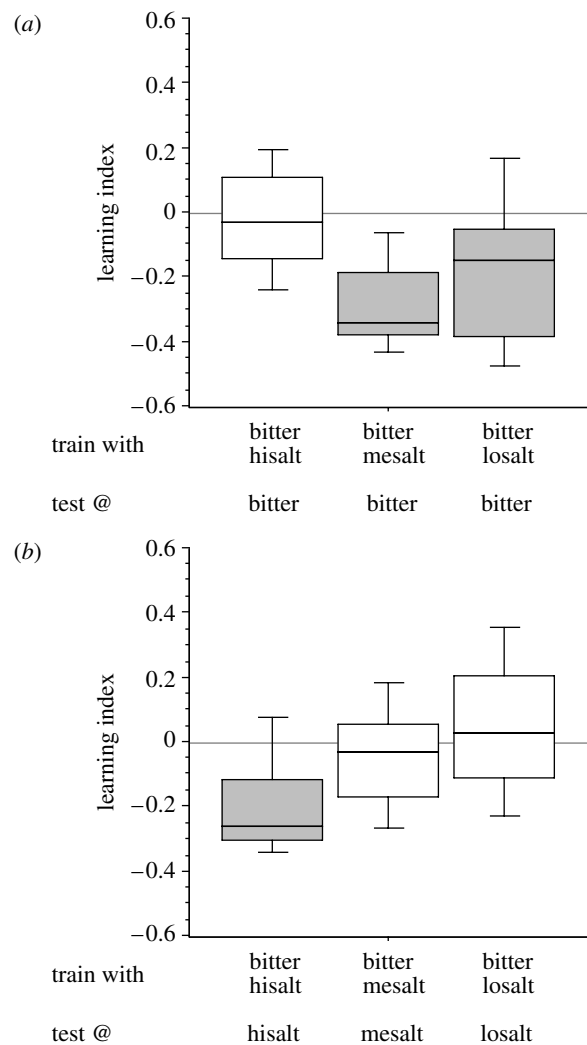 (a)
0.6
0.4
0.2
0
−0.2
−0.4
−0.6
learning index
train with
bitter hisalt
bitter mesalt
bitter losalt
test @ bitter bitter bitter
(b)
0.6
0.4
0.2
0
−0.2
−0.4
−0.6
learning index
train with
bitter hisalt
bitter mesalt
bitter losalt
test @ hisalt mesalt losalt